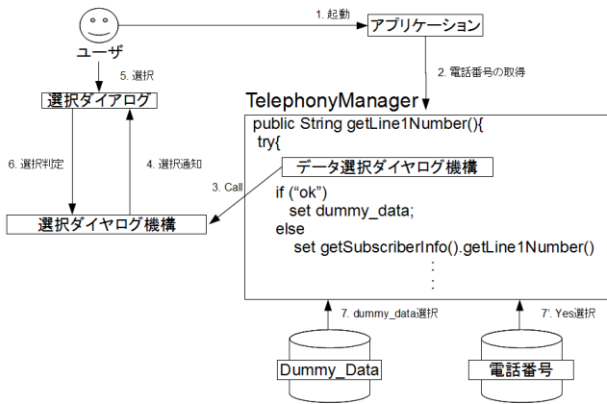 1. 起動
アプリケーション
ユーザ
2. 電話番号の取得
5. 選択
選択ダイアログ
TelephonyManager
public String getLine1Number(){
try{
データ選択ダイヤログ機構
6. 選択判定
4. 選択通知
3. Call
if (“ok”)
set dummy_data;
選択ダイヤログ機構
else
set getSubscriberInfo().getLine1Number()
:
:
7. dummy_data選択
7’. Yes選択
Dummy_Data
電話番号